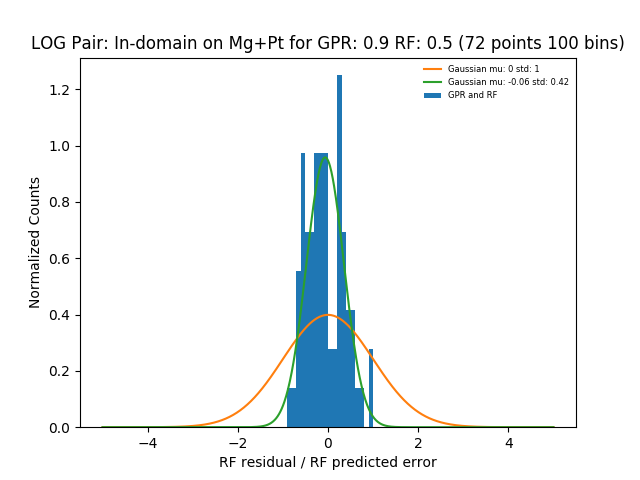 LOG Pair: In-domain on Mg+Pt for GPR: 0.9 RF: 0.5 (72 points 100 bins)
Gaussian mu: 0 std: 1
Gaussian mu: -0.06 std: 0.42
GPR and RF
Normalized Counts
1.2
1.0
0.8
0.6
0.4
0.2
0.0
−4 −2 0 2 4
RF residual / RF predicted error